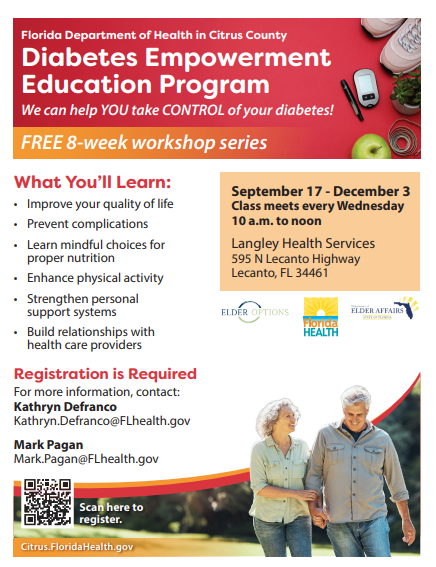 Florida Department of Health in Citrus County
Diabetes Empowerment
Education Program
We can help YOU take CONTROL of your diabetes!
FREE 8-week workshop series
What You'll Learn:
• Improve your quality of life
• Prevent complications
• Learn mindful choices for
proper nutrition
• Enhance physical activity
• Strengthen personal
support systems
• Build relationships with
health care providers
September 17 - December 3
Class meets every Wednesday
10 a.m. to noon
Langley Health Services
595 N Lecanto Highway
Lecanto, FL 34461
ELDER OPTIONS
Florida
HEALTH
ELDER AFFAIRS
STATE OF FLORIDA
Registration is Required
For more information, contact:
Kathryn Defranco
Kathryn.Defranco@FLhealth.gov
Mark Pagan
Mark.Pagan@FLhealth.gov
Scan here to
register.
Citrus.FloridaHealth.gov